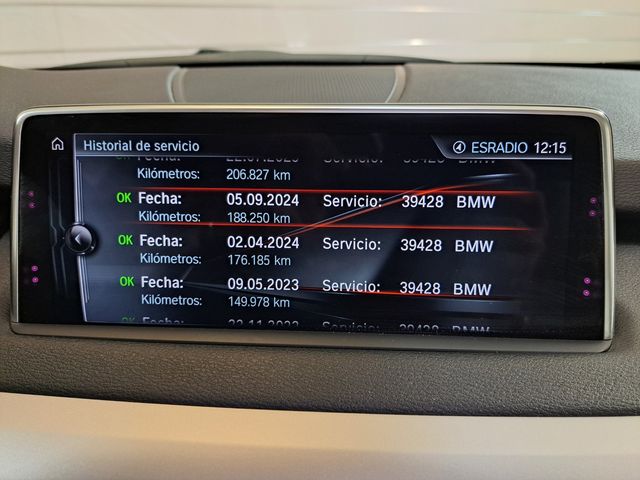 Historial de servicio
ESRADIO 12:15
Kilómetros: 206.827 km
OK Fecha: 05.09.2024 Servicio: 39428 BMW
Kilómetros: 188.250 km
OK Fecha: 02.04.2024 Servicio: 39428 BMW
Kilómetros: 176.185 km
OK Fecha: 09.05.2023 Servicio: 39428 BMW
Kilómetros: 149.978 km